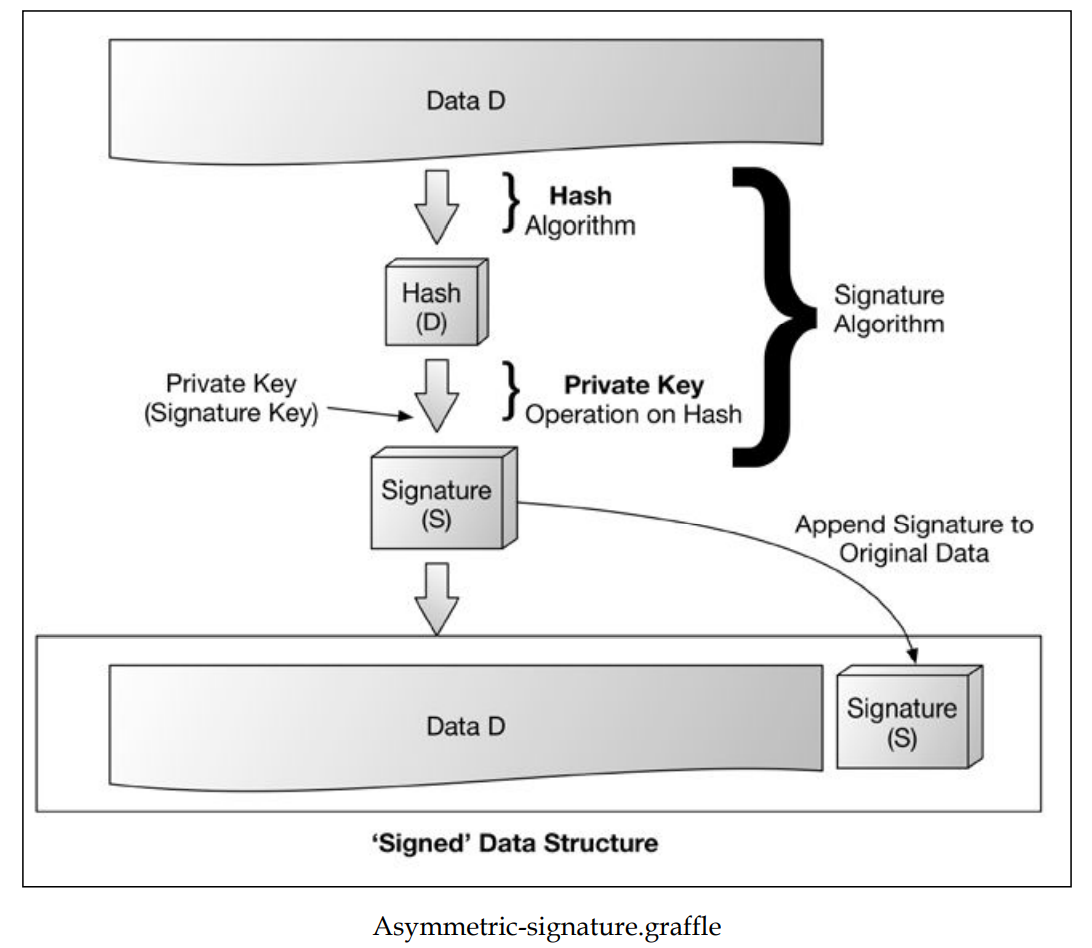 Data D
Hash
Algorithm
Hash
(D)
Signature
Algorithm
Private Key
(Signature Key)
Private Key
Operation on Hash
Signature
(S)
Append Signature to
Original Data
Data D
Signature
(S)
‘Signed’ Data Structure
Asymmetric-signature.graffle